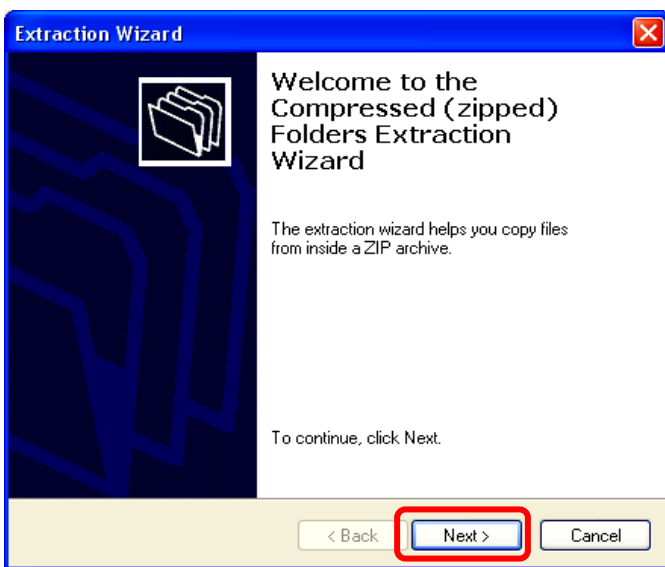 Extraction Wizard
Welcome to the
Compressed (zipped)
Folders Extraction
Wizard
The extraction wizard helps you copy files
from inside a ZIP archive.
To continue, click Next.
< Back Next > Cancel